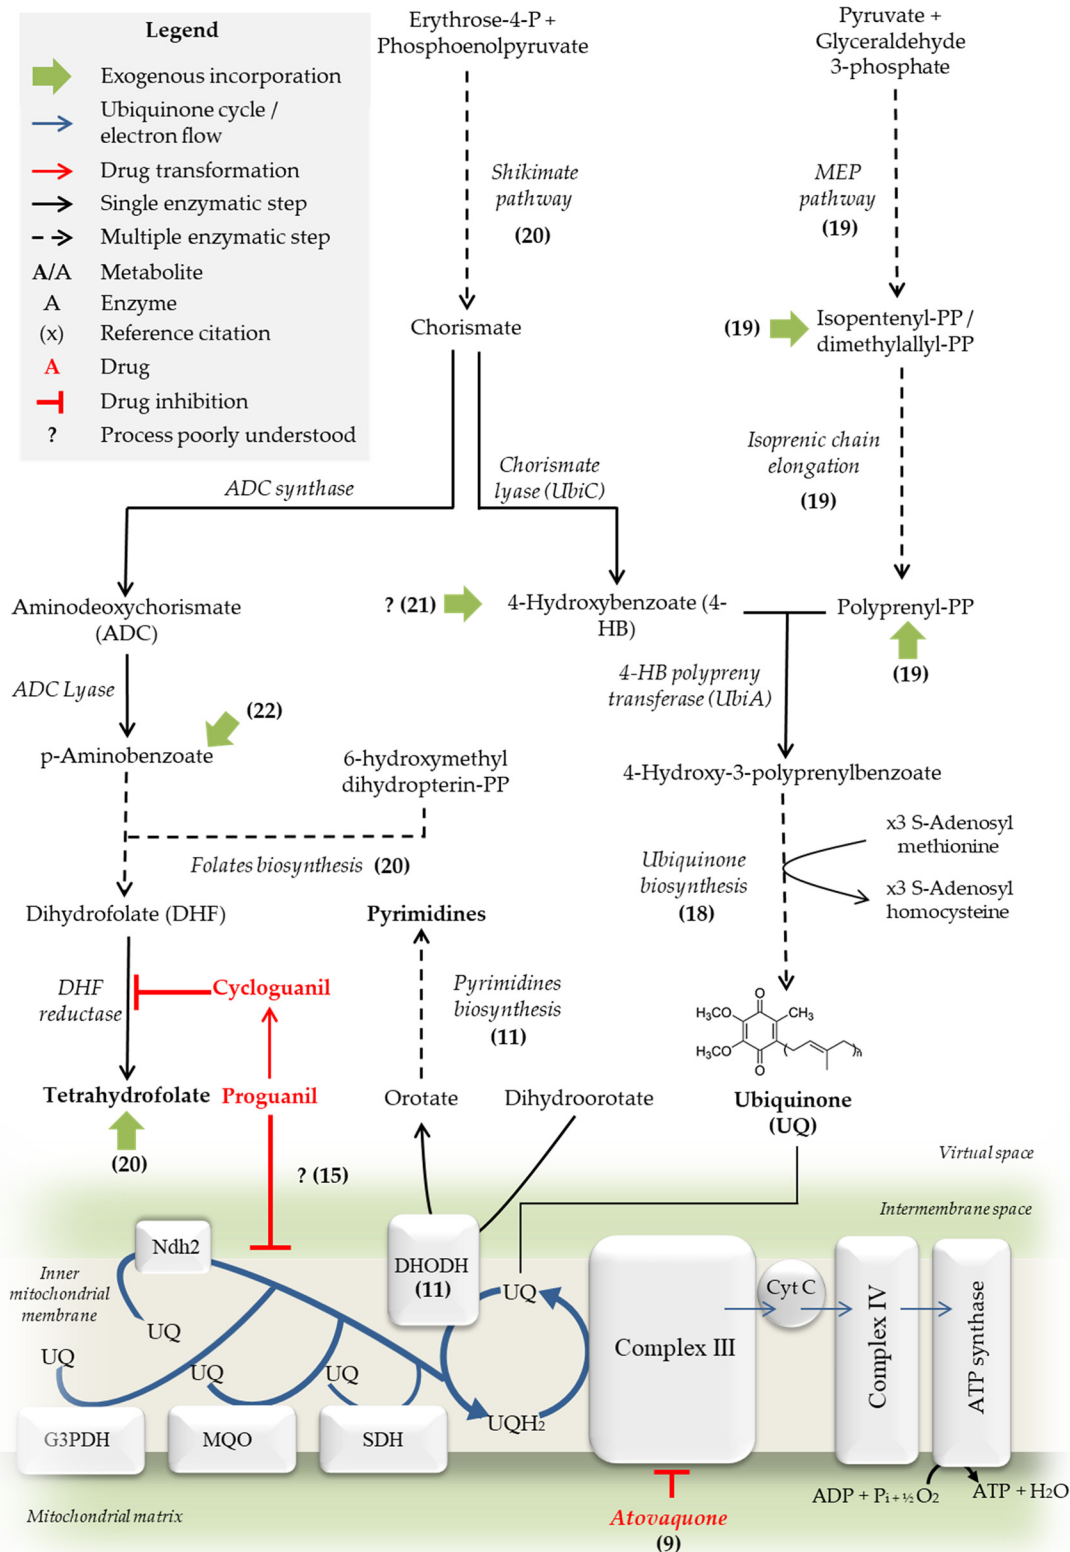 Legend
Exogenous incorporation
Ubiquinone cycle /
electron flow
Drug transformation
Single enzymatic step
Multiple enzymatic step
A/A Metabolite
A Enzyme
(x) Reference citation
A Drug
Drug inhibition
? Process poorly understood
Erythrose-4-P +
Phosphoenolpyruvate
Pyruvate +
Glyceraldehyde
3-phosphate
Shikimate
pathway
(20)
MEP
pathway
(19)
Chorismate
(19)
Isopentenyl-PP /
dimethylallyl-PP
ADC synthase
Chorismate
lyase (UbiC)
Isoprenic chain
elongation
(19)
Aminodeoxychorismate
(ADC)
? (21)
4-Hydroxybenzoate (4-
HB)
Polyprenyl-PP
(19)
ADC Lyase
4-HB polypreny
transferase (UbiA)
(22)
p-Aminobenzoate
6-hydroxymethyl
dihydropterin-PP
4-Hydroxy-3-polyprenylbenzoate
Folates biosynthesis (20)
Ubiquinone
biosynthesis
(18)
x3 S-Adenosyl
methionine
x3 S-Adenosyl
homocysteine
Dihydrofolate (DHF)
Pyrimidines
DHF
reductase
Cycloguanil
Pyrimidines
biosynthesis
(11)
O
H₃CO
CH₃
H₃CO
O
n
Tetrahydrofolate
Proguanil
Orotate
Dihydroorotate
Ubiquinone
(UQ)
(20)
? (15)
Virtual space
Intermembrane space
Ndh2
DHODH
(11)
Inner
mitochondrial
membrane
UQ
UQ
UQ
UQ
UQ
UQH₂
Complex III
Cyt C
Complex IV
ATP synthase
G3PDH
MQO
SDH
ADP + Pi + ½ O₂
ATP + H₂O
Mitochondrial matrix
Atovaquone
(9)